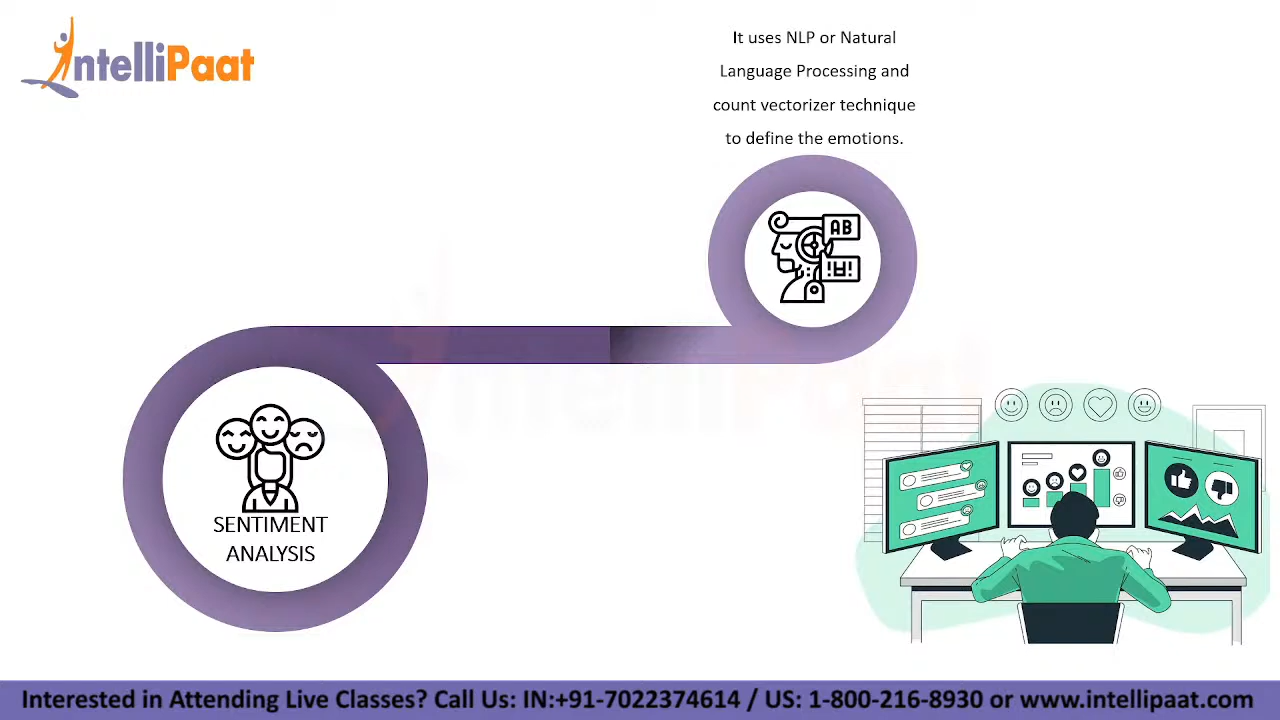 IntelliPaat
It uses NLP or Natural
Language Processing and
count vectorizer technique
to define the emotions.
AB
SENTIMENT
ANALYSIS
IntelliPaat
Interested in Attending Live Classes? Call Us: IN:+91-7022374614 / US: 1-800-216-8930 or www.intellipaat.com